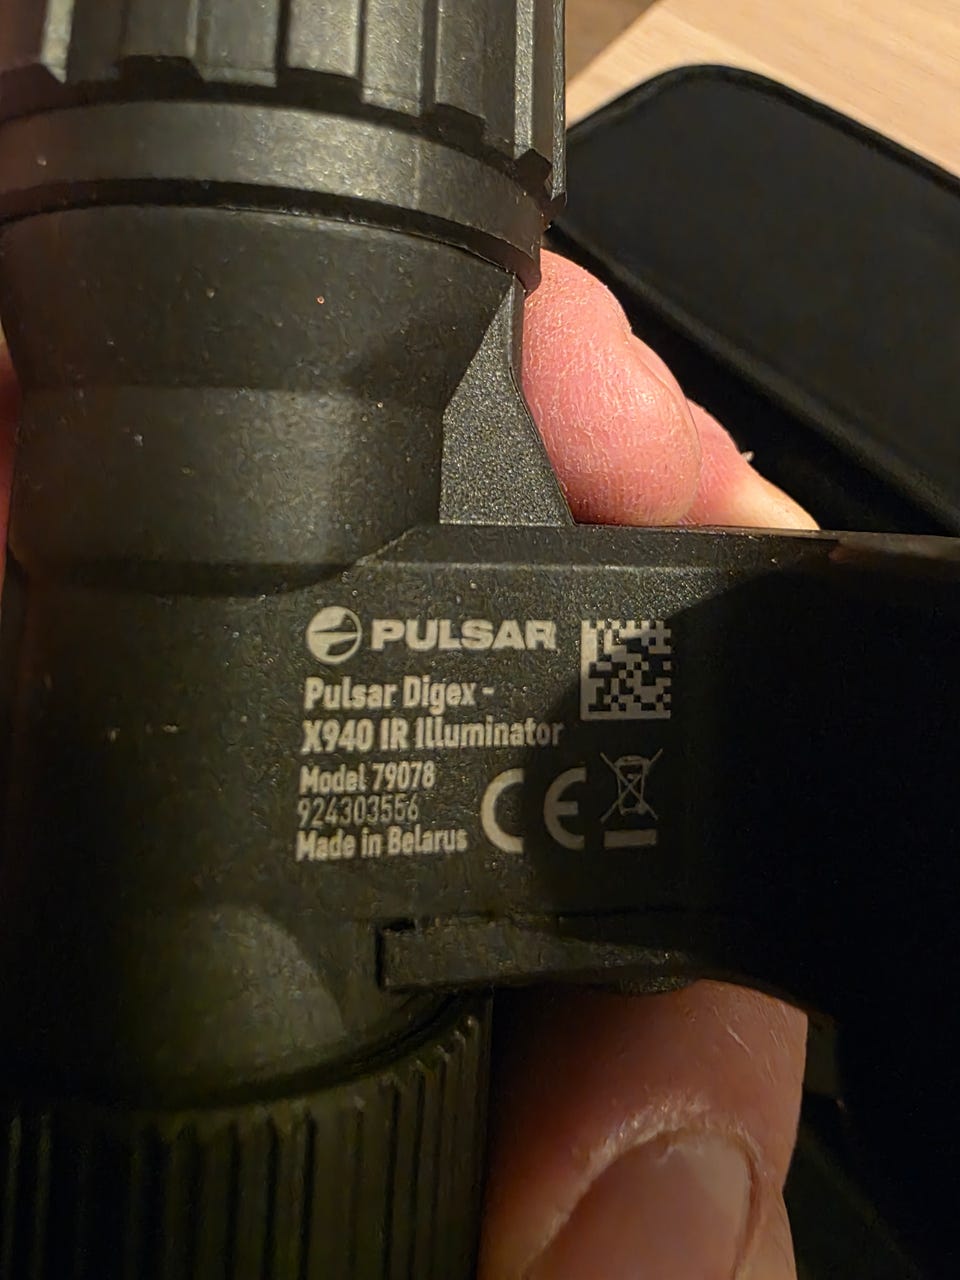 PULSAR
Pulsar Digex -
X940 IR Illuminator
Model 79078
924303556
Made in Belarus
CE